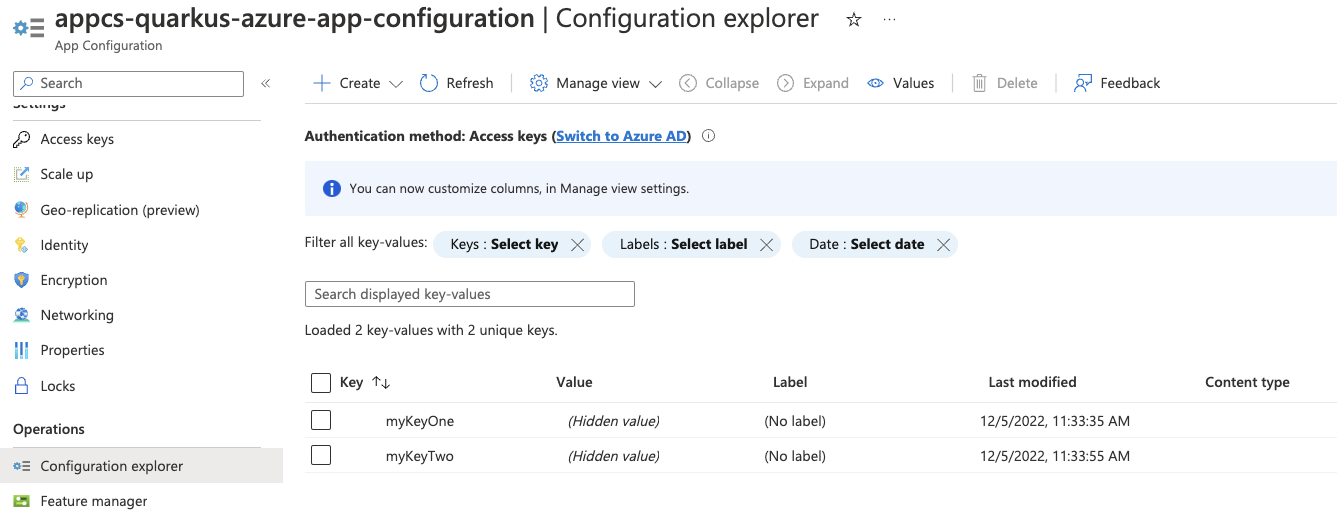 appcs-quarkus-azure-app-configuration | Configuration explorer
App Configuration
Search
Settings
Access keys
Scale up
Geo-replication (preview)
Identity
Encryption
Networking
Properties
Locks
Operations
Configuration explorer
Feature manager
Create Refresh Manage view Collapse Expand Values Delete Feedback
Authentication method: Access keys (Switch to Azure AD)
You can now customize columns, in Manage view settings.
Filter all key-values: Keys : Select key Labels : Select label Date : Select date
Search displayed key-values
Loaded 2 key-values with 2 unique keys.
Key Value Label Last modified Content type
myKeyOne (Hidden value) (No label) 12/5/2022, 11:33:35 AM
myKeyTwo (Hidden value) (No label) 12/5/2022, 11:33:55 AM